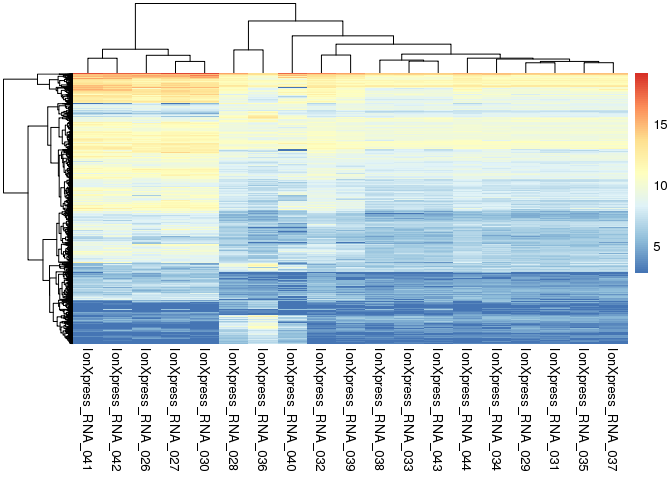 15
10
5
IonXpress_RNA_041
IonXpress_RNA_042
IonXpress_RNA_026
IonXpress_RNA_027
IonXpress_RNA_030
IonXpress_RNA_028
IonXpress_RNA_036
IonXpress_RNA_040
IonXpress_RNA_032
IonXpress_RNA_039
IonXpress_RNA_038
IonXpress_RNA_033
IonXpress_RNA_043
IonXpress_RNA_044
IonXpress_RNA_034
IonXpress_RNA_029
IonXpress_RNA_031
IonXpress_RNA_035
IonXpress_RNA_037